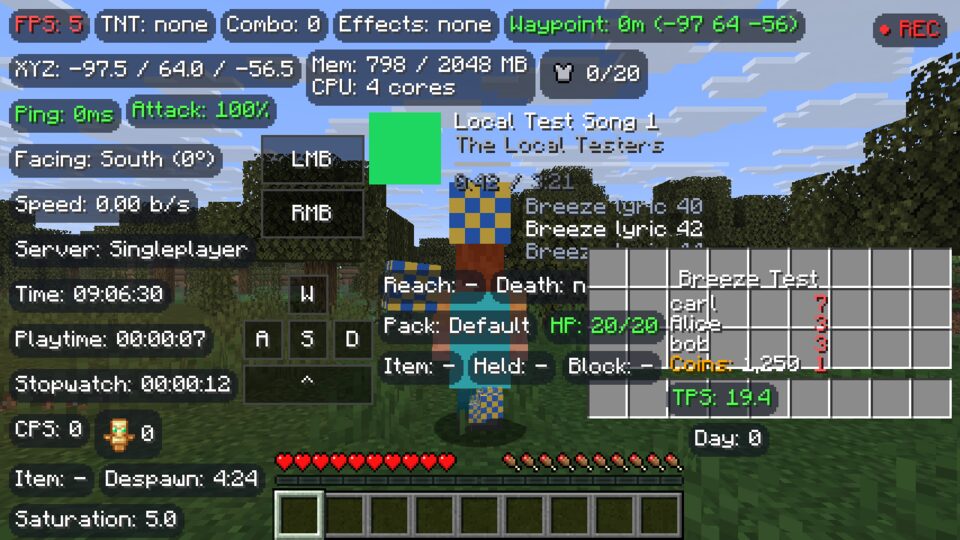 FPS: 5 TNT: none Combo: 0 Effects: none Waypoint: 0m (-97 64 -56) • REC
XYZ: -97.5 / 64.0 / -56.5 Mem: 798 / 2048 MB
CPU: 4 cores
0/20
Ping: 0ms Attack: 100%
Local Test Song 1
The Local Testers
0:42 / 3:21
Facing: South (0°)
LMB
RMB
Speed: 0.00 b/s
Breeze lyric 40
Breeze lyric 42
Breeze lyric 44
Server: Singleplayer
Reach: - Death: n
Breeze Test
carl 7
Alice 3
bob 3
Coins: 1,250 1
Time: 09:06:30
W
A S D
^
Pack: Default HP: 20/20
Playtime: 00:00:07
Item: - Held: - Block: -
Stopwatch: 00:00:12
TPS: 19.4
CPS: 0 0
Day: 0
Item: - Despawn: 4:24
Saturation: 5.0